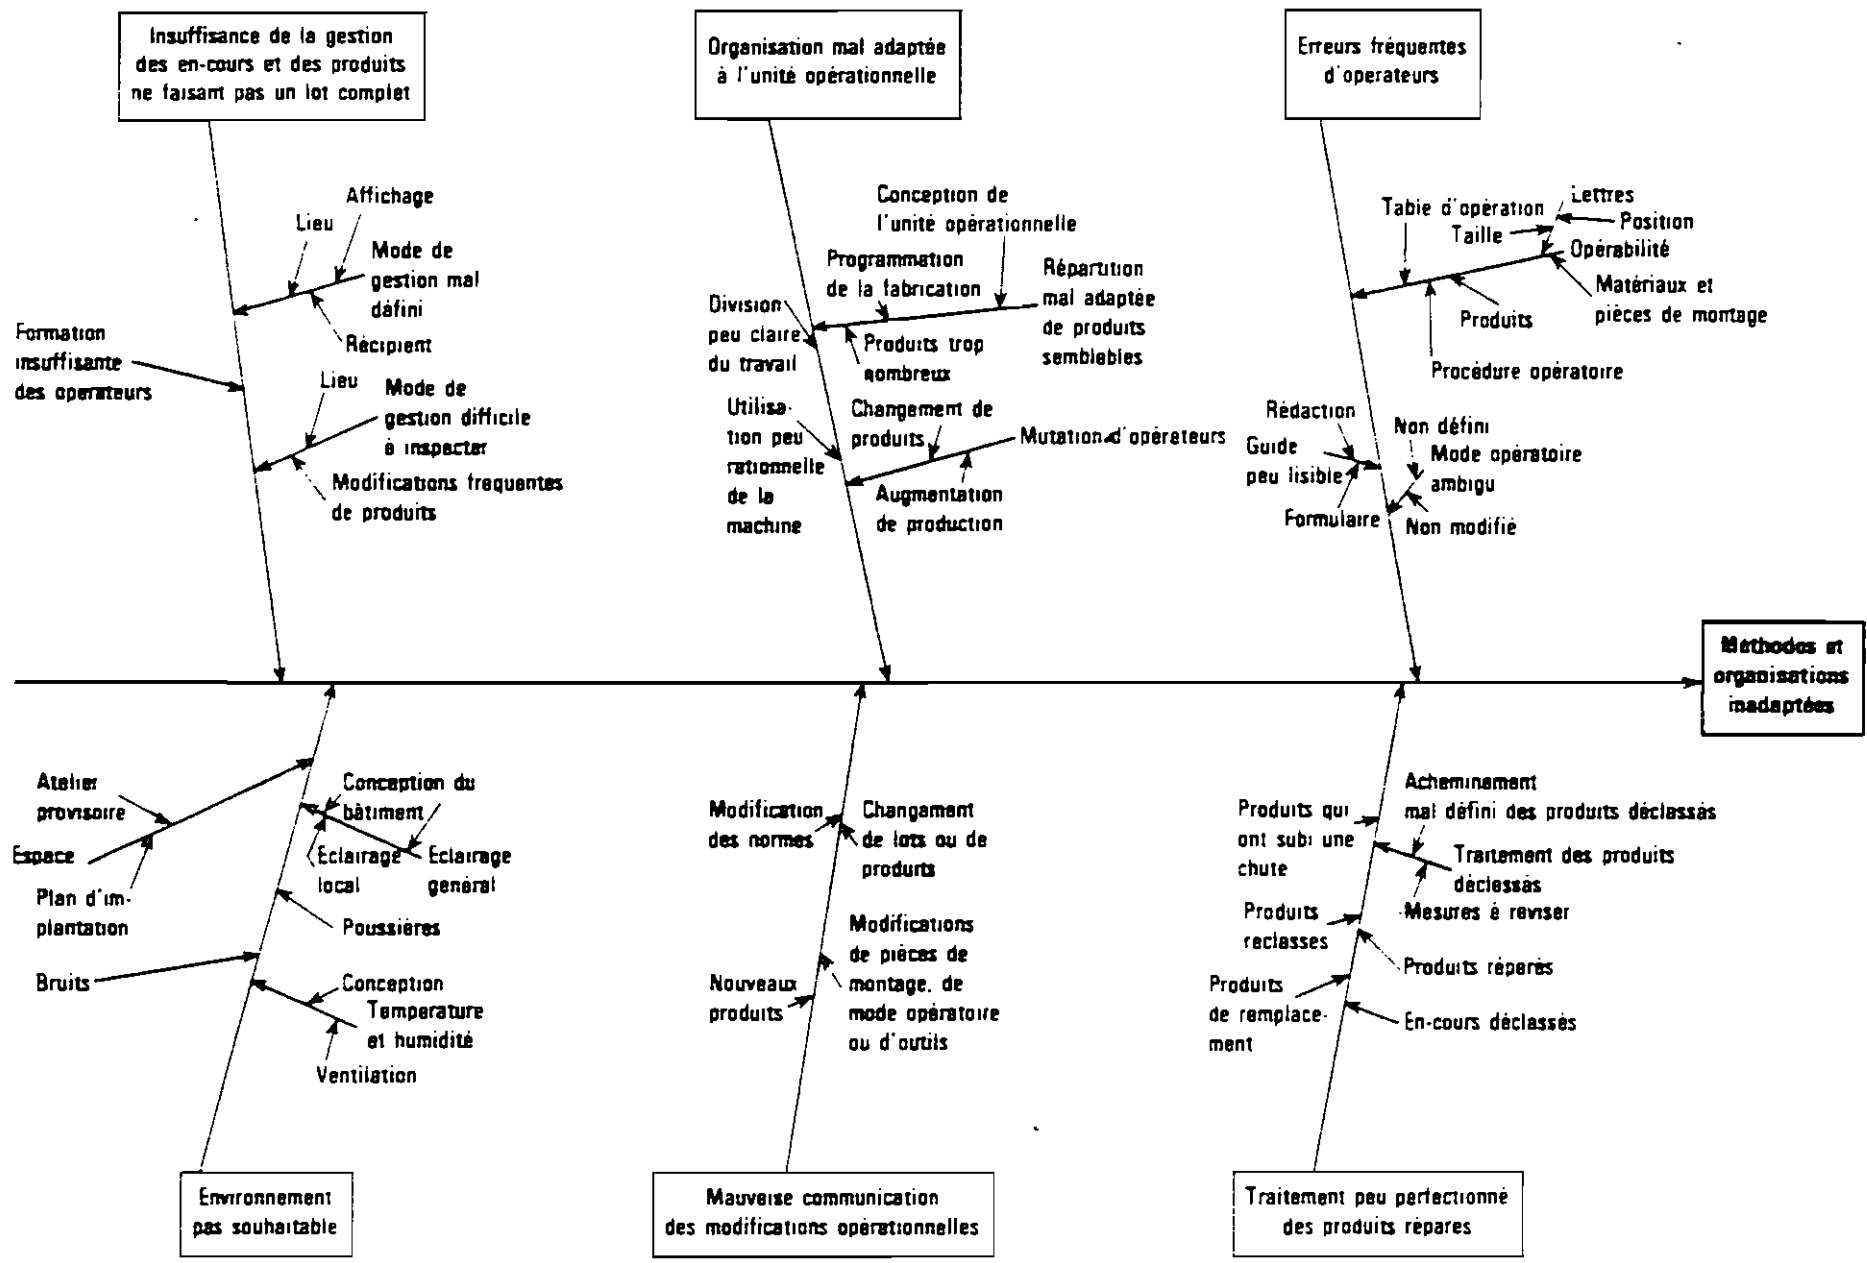 Insuffisance de la gestion
des en-cours et des produits
ne faisant pas un lot complet
Organisation mal adaptée
à l'unité opérationnelle
Erreurs fréquentes
d'operateurs
Affichage
Lieu
Mode de
gestion mal
défini
Récipient
Formation
insuffisante
des operateurs
Lieu
Mode de
gestion difficile
à inspecter
Modifications frequentes
de produits
Conception de
l'unité opérationnelle
Programmation
de la fabrication
Répartition
mal adaptée
de produits
semblables
Division
peu claire
du travail
Produits trop
nombreux
Utilisa-
tion peu
rationnelle
de la
machine
Changement de
produits
Mutation d'opérateurs
Augmentation
de production
Lettres
Table d'opération
Position
Taille
Opérabilité
Matériaux et
pièces de montage
Produits
Procédure opératoire
Rédaction
Guide
peu lisible
Formulaire
Non défini
Mode opératoire
ambigu
Non modifié
Méthodes et
organisations
inadaptées
Atelier
provisoire
Espace
Plan d'im-
plantation
Bruits
Conception du
bâtiment
Eclairage
local
Eclairage
général
Poussières
Conception
Température
et humidité
Ventilation
Modification
des normes
Changament
de lots ou de
produrts
Nouveaux
produits
Modifications
de pièces de
montage, de
mode opératoire
ou d'outils
Produits qui
ont subi une
chute
Acheminament
mal défini des produits déclassés
Traitement des produits
déclassés
Mesures à reviser
Produits
reclasses
Produits réparés
Produits
de remplace-
ment
En-cours déclassés
Environnement
pas souhaitable
Mauvaise communication
des modifications opérationnelles
Traitement peu perfectionné
des produits répares